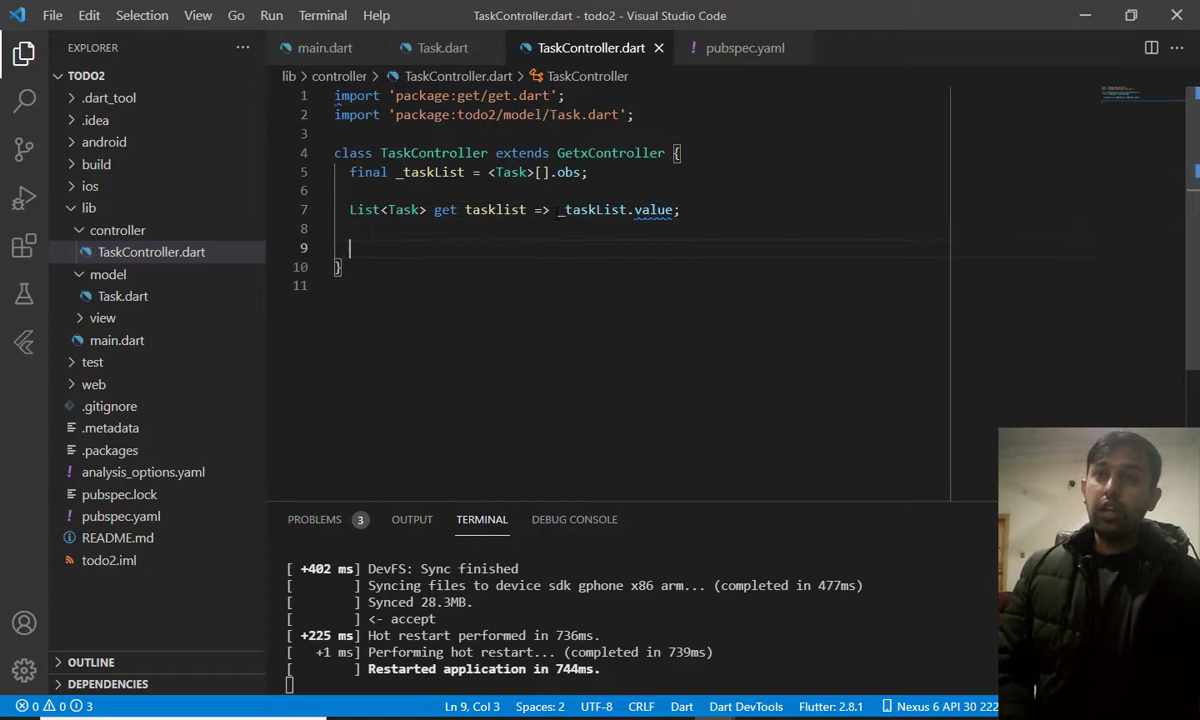 File Edit Selection View Go Run Terminal Help TaskController.dart - todo2 - Visual Studio Code
EXPLORER
main.dart Task.dart TaskController.dart pubspec.yaml
TODO2
lib > controller > TaskController.dart > TaskController
.dart_tool
.idea
android
build
ios
lib
controller
TaskController.dart
model
Task.dart
view
main.dart
test
web
.gitignore
.metadata
.packages
analysis_options.yaml
pubspec.lock
pubspec.yaml
README.md
todo2.iml
OUTLINE
DEPENDENCIES
1 import 'package:get/get.dart';
2 import 'package:todo2/model/Task.dart';
3
4 class TaskController extends GetxController {
5 final _taskList = <Task>[].obs;
6
7 List<Task> get tasklist => _taskList.value;
8
9
10 }
11
PROBLEMS 3 OUTPUT TERMINAL DEBUG CONSOLE
[ +402 ms] DevFS: Sync finished
[        ] Syncing files to device sdk gphone x86 arm... (completed in 477ms)
[        ] Synced 28.3MB.
[        ] <- accept
[ +225 ms] Hot restart performed in 736ms.
[   +1 ms] Performing hot restart... (completed in 739ms)
[        ] Restarted application in 744ms.
0 0 3 Ln 9, Col 3 Spaces: 2 UTF-8 CRLF Dart Dart DevTools Flutter: 2.8.1 Nexus 6 API 30 222